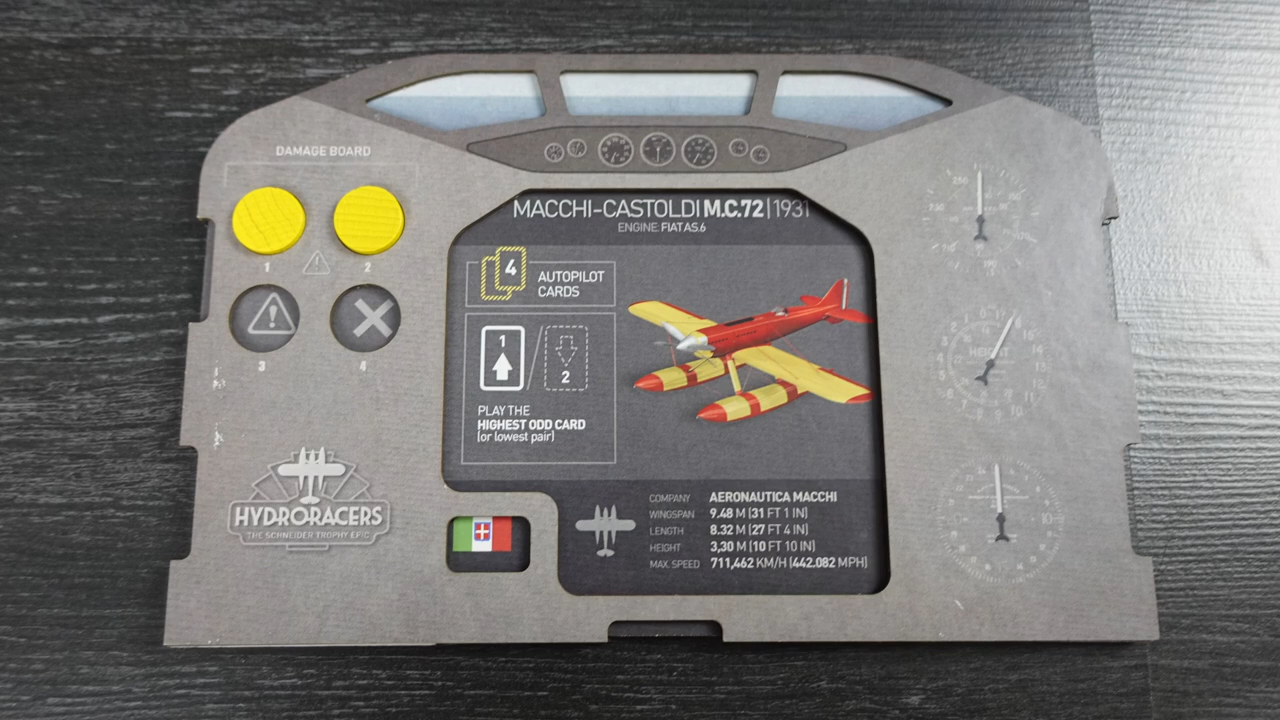 DAMAGE BOARD
1 2
3 4
MACCHI-CASTOLDI M.C.72 | 1931
ENGINE: FIAT AS.6
4
AUTOPILOT
CARDS
1
2
PLAY THE
HIGHEST ODD CARD
(or lowest pair)
COMPANY AERONAUTICA MACCHI
WINGSPAN 9.48 M (31 FT 1 IN)
LENGTH 8.32 M (27 FT 4 IN)
HEIGHT 3,30 M (10 FT 10 IN)
MAX. SPEED 711,462 KM/H (442.082 MPH)
HYDRORACERS
THE SCHNEIDER TROPHY EPIC